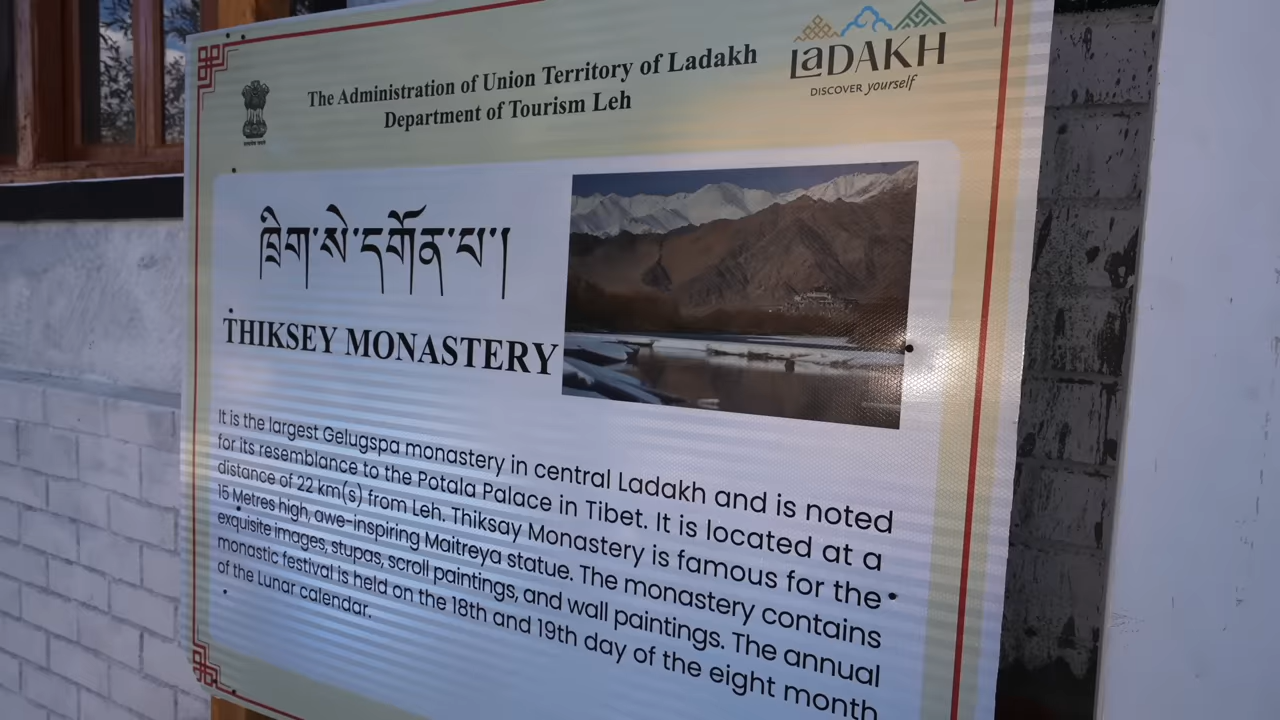 The Administration of Union Territory of Ladakh
Department of Tourism Leh
LaDAKH
DISCOVER yourself
ཁྲིག་སེ་དགོན་པ།
THIKSEY MONASTERY
It is the largest Gelugspa monastery in central Ladakh and is noted
for its resemblance to the Potala Palace in Tibet. It is located at a
distance of 22 km(s) from Leh. Thiksay Monastery is famous for the
15 Metres high, awe-inspiring Maitreya statue. The monastery contains
exquisite images, stupas, scroll paintings, and wall paintings. The annual
monastic festival is held on the 18th and 19th day of the eight month
of the Lunar calendar.